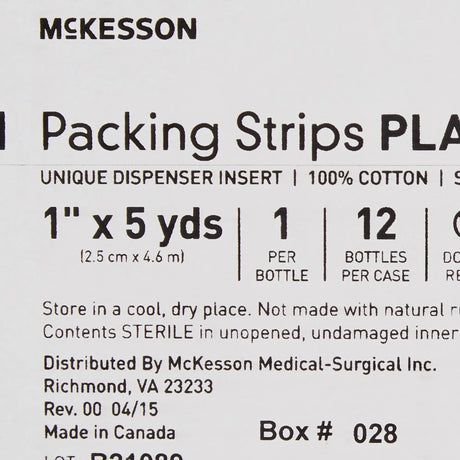 McKESSON
Packing Strips PLA
UNIQUE DISPENSER INSERT | 100% COTTON |
1" x 5 yds | 1 | 12
(2.5 cm x 4.6 m) PER BOTTLE | BOTTLES PER CASE
Store in a cool, dry place. Not made with natural
Contents STERILE in unopened, undamaged inner
Distributed By McKesson Medical-Surgical Inc.
Richmond, VA 23233
Rev. 00 04/15
Made in Canada Box # 028